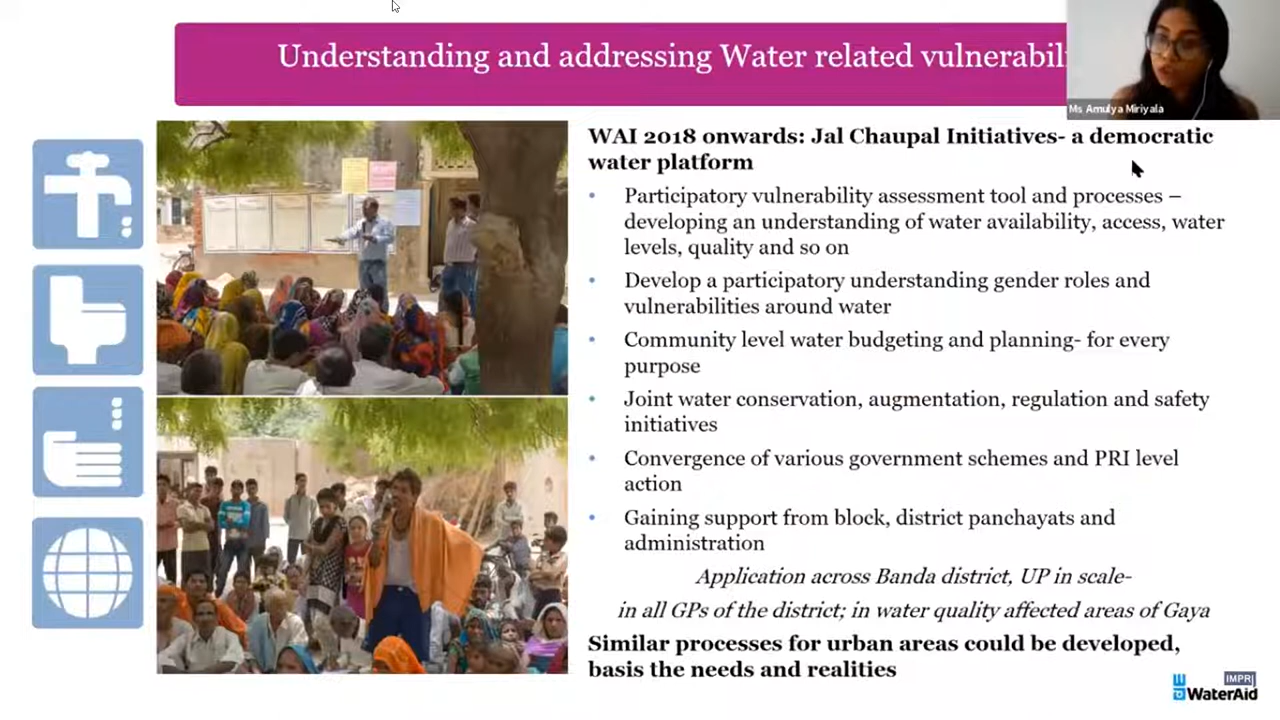 Understanding and addressing Water related vulnerabili
Ms Amulya Miriyala
WAI 2018 onwards: Jal Chaupal Initiatives- a democratic
water platform
• Participatory vulnerability assessment tool and processes –
developing an understanding of water availability, access, water
levels, quality and so on
• Develop a participatory understanding gender roles and
vulnerabilities around water
• Community level water budgeting and planning- for every
purpose
• Joint water conservation, augmentation, regulation and safety
initiatives
• Convergence of various government schemes and PRI level
action
• Gaining support from block, district panchayats and
administration
Application across Banda district, UP in scale-
in all GPs of the district; in water quality affected areas of Gaya
Similar processes for urban areas could be developed,
basis the needs and realities
IMPRI
WaterAid